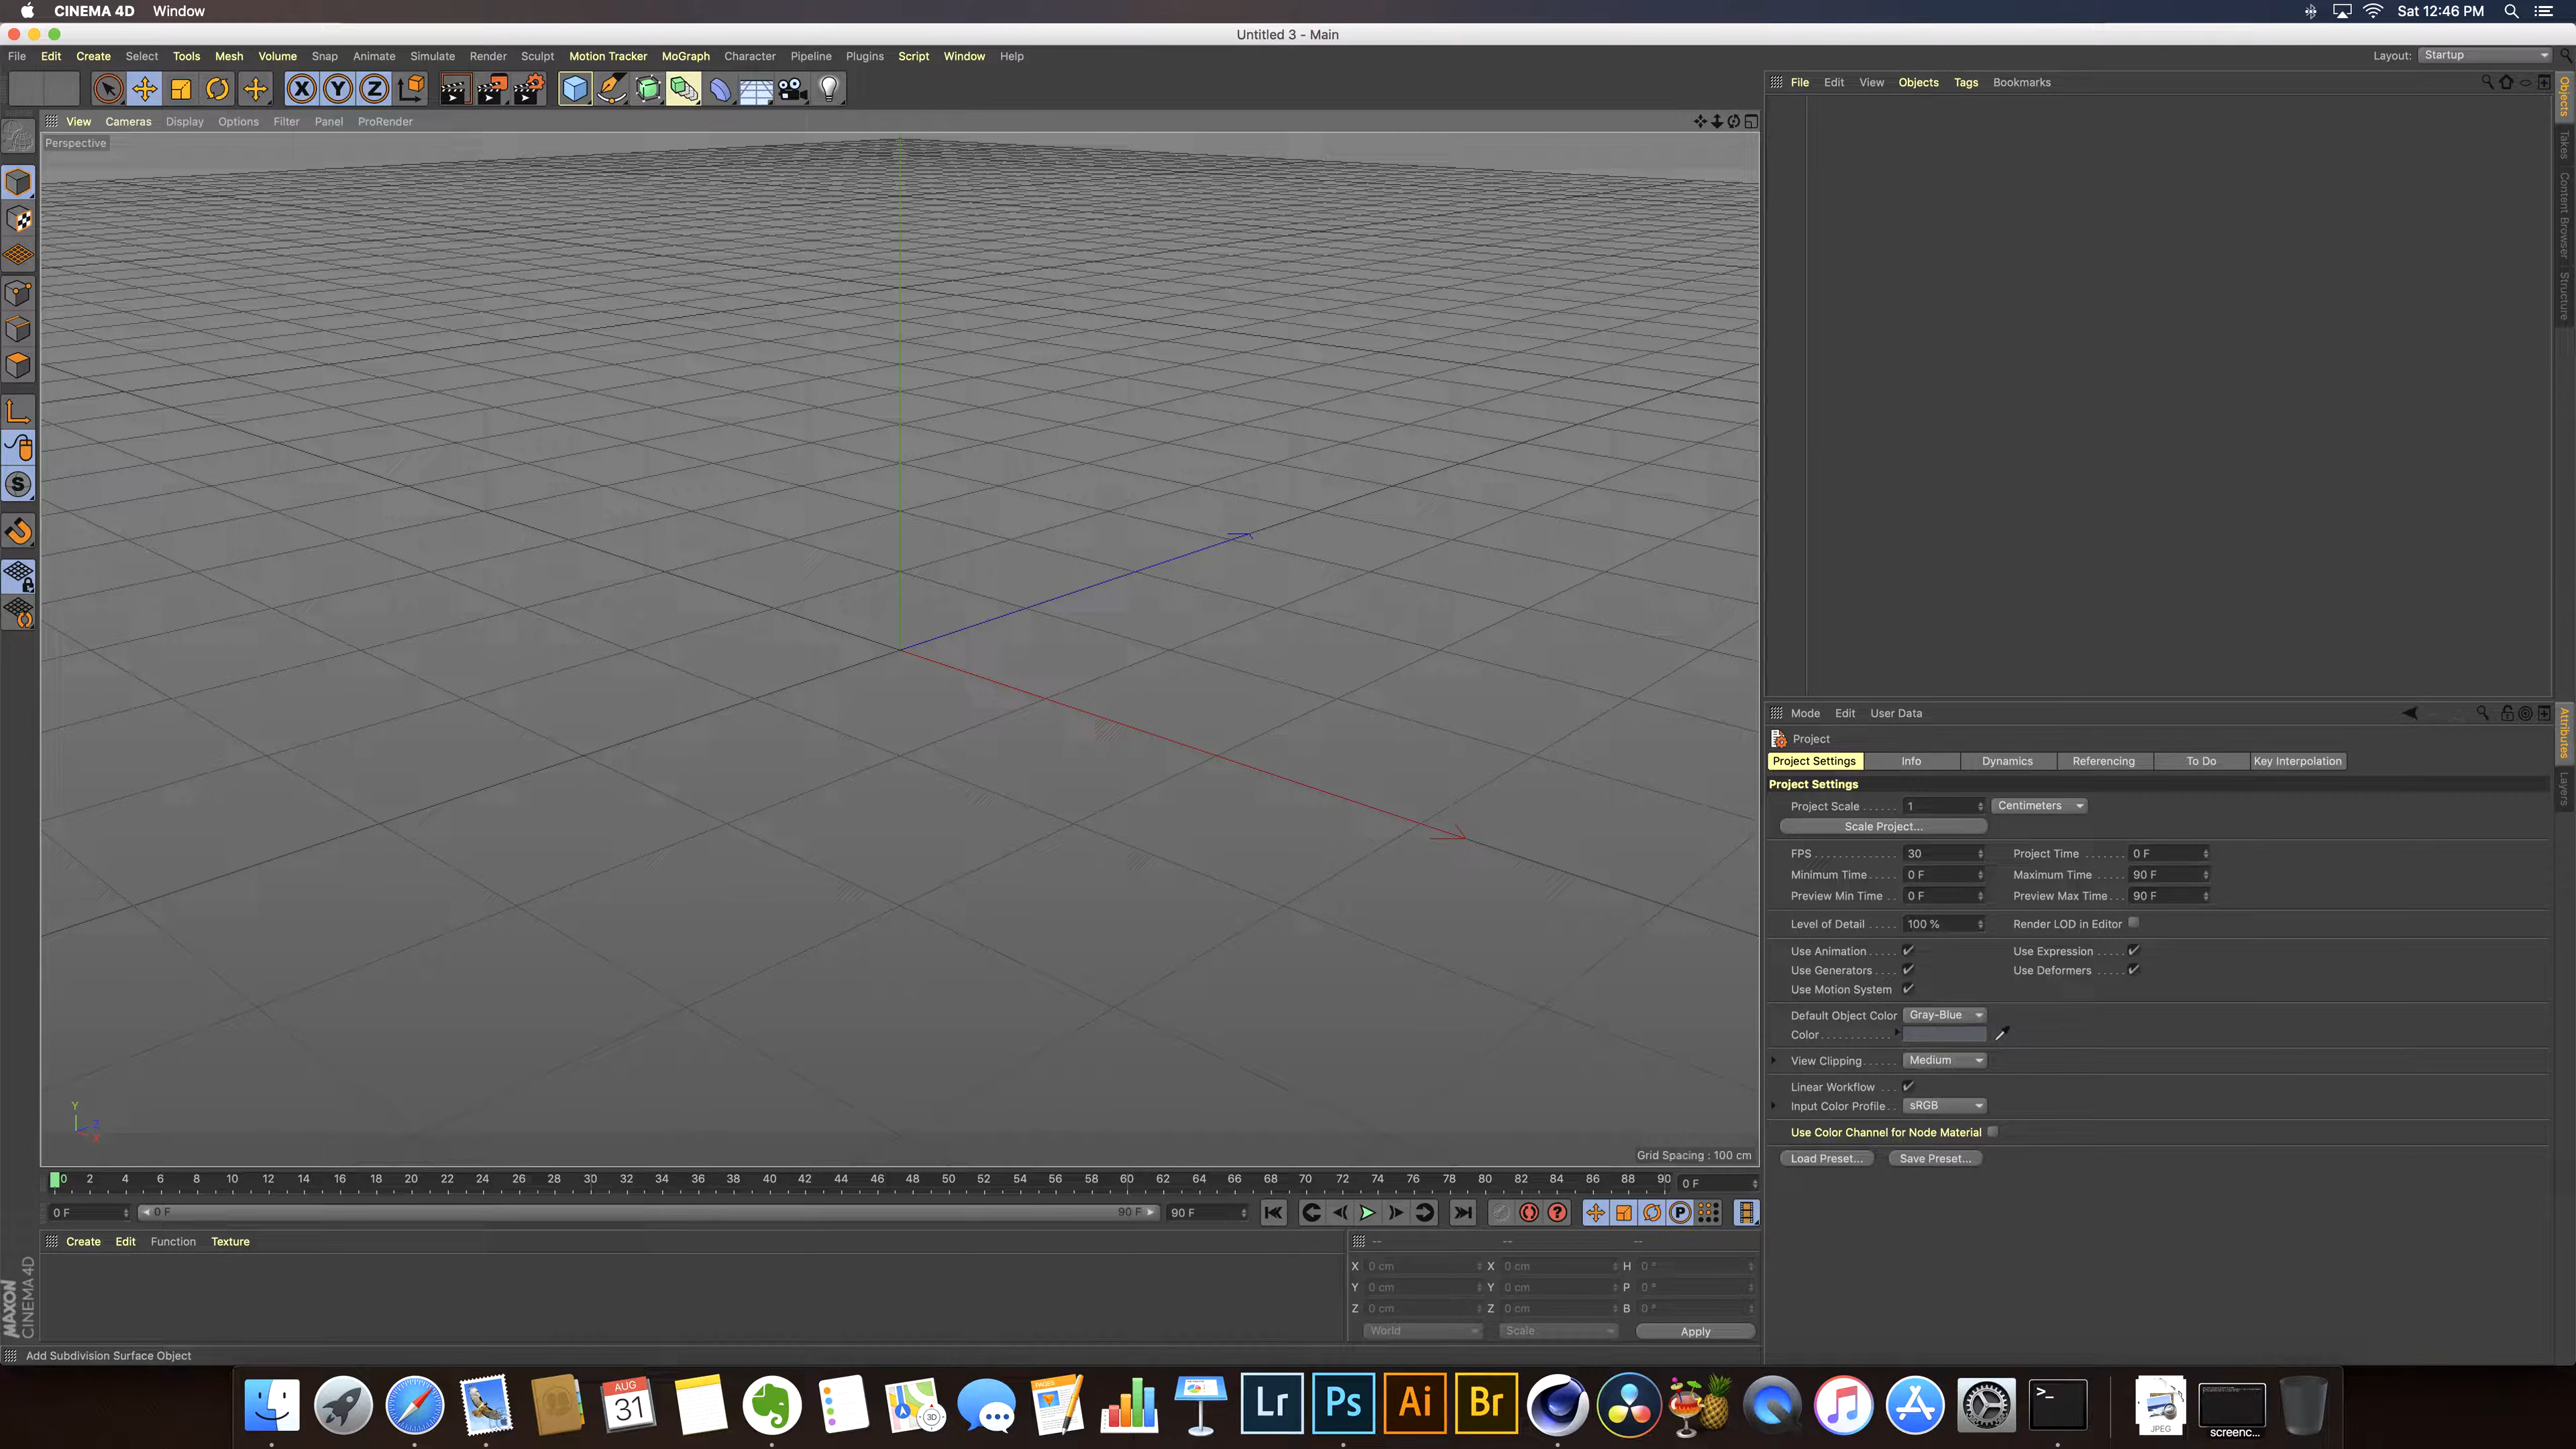 CINEMA 4D Window
Sat 12:46 PM
Untitled 3 - Main
File Edit Create Select Tools Mesh Volume Snap Animate Simulate Render Sculpt Motion Tracker MoGraph Character Pipeline Plugins Script Window Help
Layout: Startup
X Y Z
File Edit View Objects Tags Bookmarks
View Cameras Display Options Filter Panel ProRender
Perspective
Objects
Takes
Content Browser
Structure
S
Y
Z
X
Grid Spacing : 100 cm
Mode Edit User Data
Project
Project Settings Info Dynamics Referencing To Do Key Interpolation
Project Settings
Project Scale 1 Centimeters
Scale Project...
FPS 30 Project Time 0 F
Minimum Time 0 F Maximum Time 90 F
Preview Min Time 0 F Preview Max Time 90 F
Level of Detail 100 % Render LOD in Editor
Use Animation Use Expression
Use Generators Use Deformers
Use Motion System
Default Object Color Gray-Blue
Color
View Clipping Medium
Linear Workflow
Input Color Profile sRGB
Use Color Channel for Node Material
Load Preset... Save Preset...
Attributes
Layers
0 2 4 6 8 10 12 14 16 18 20 22 24 26 28 30 32 34 36 38 40 42 44 46 48 50 52 54 56 58 60 62 64 66 68 70 72 74 76 78 80 82 84 86 88 90 0 F
0 F 0 F 90 F 90 F
? P
Create Edit Function Texture
-- -- --
X 0 cm X 0 cm H 0 °
Y 0 cm Y 0 cm P 0 °
Z 0 cm Z 0 cm B 0 °
World Scale Apply
MAXON
CINEMA 4D
Add Subdivision Surface Object
AUG
31
3D
PAGES
Lr Ps Ai Br
>_
JPEG
screenc...